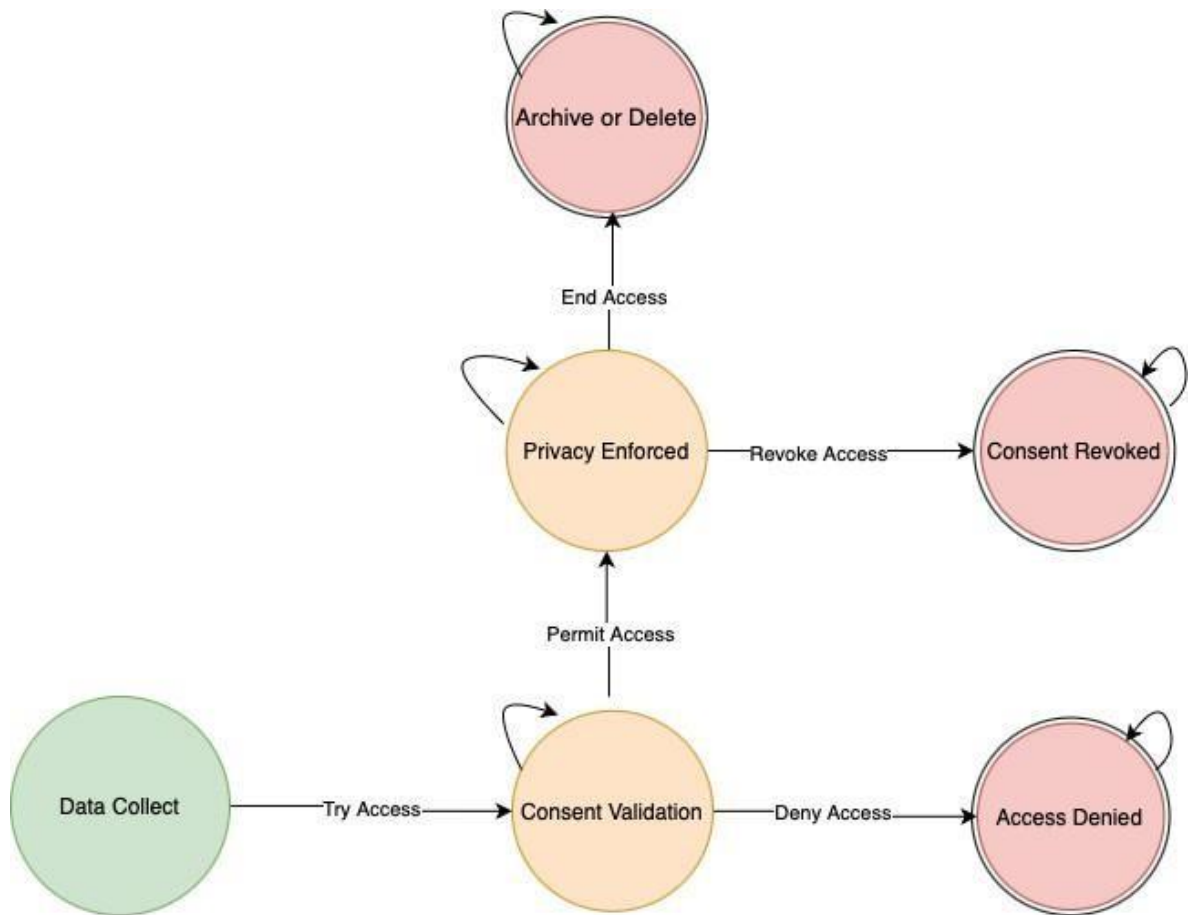 Archive or Delete
End Access
Privacy Enforced
Revoke Access
Consent Revoked
Permit Access
Data Collect
Try Access
Consent Validation
Deny Access
Access Denied